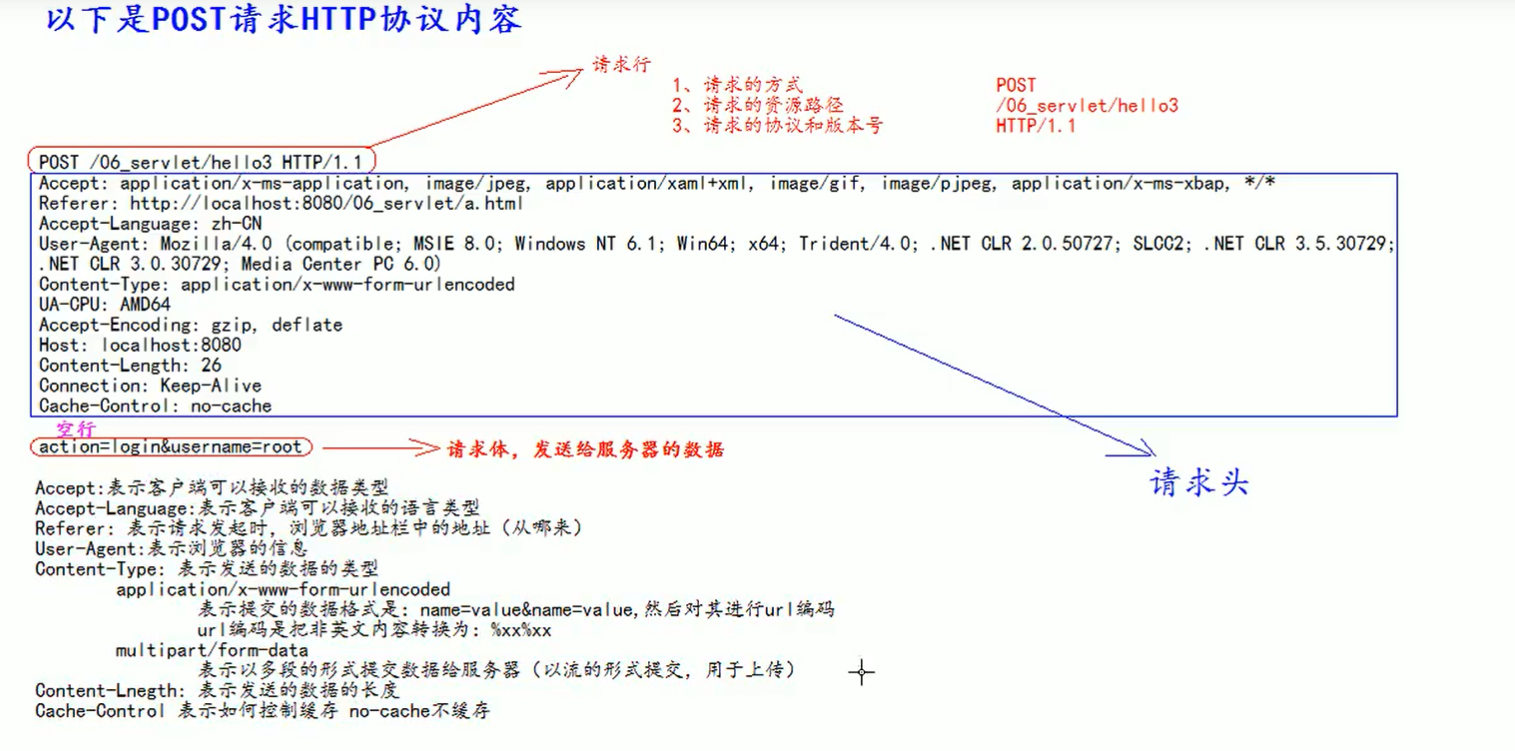 以下是POST请求HTTP协议内容
请求行
1、请求的方式 POST
2、请求的资源路径 /06_servlet/hello3
3、请求的协议和版本号 HTTP/1.1
POST /06_servlet/hello3 HTTP/1.1
Accept: application/x-ms-application, image/jpeg, application/xaml+xml, image/gif, image/pjpeg, application/x-ms-xbap, */*
Referer: http://localhost:8080/06_servlet/a.html
Accept-Language: zh-CN
User-Agent: Mozilla/4.0 (compatible; MSIE 8.0; Windows NT 6.1; Win64; x64; Trident/4.0; .NET CLR 2.0.50727; SLCC2; .NET CLR 3.5.30729;
.NET CLR 3.0.30729; Media Center PC 6.0)
Content-Type: application/x-www-form-urlencoded
UA-CPU: AMD64
Accept-Encoding: gzip, deflate
Host: localhost:8080
Content-Length: 26
Connection: Keep-Alive
Cache-Control: no-cache
空行
action=login&username=root
请求体，发送给服务器的数据
请求头
Accept:表示客户端可以接收的数据类型
Accept-Language:表示客户端可以接收的语言类型
Referer: 表示请求发起时，浏览器地址栏中的地址（从哪来）
User-Agent:表示浏览器的信息
Content-Type: 表示发送的数据的类型
application/x-www-form-urlencoded
表示提交的数据格式是：name=value&name=value,然后对其进行url编码
url编码是把非英文内容转换为：%xx%xx
multipart/form-data
表示以多段的形式提交数据给服务器（以流的形式提交，用于上传）
Content-Lnegth: 表示发送的数据的长度
Cache-Control 表示如何控制缓存 no-cache不缓存